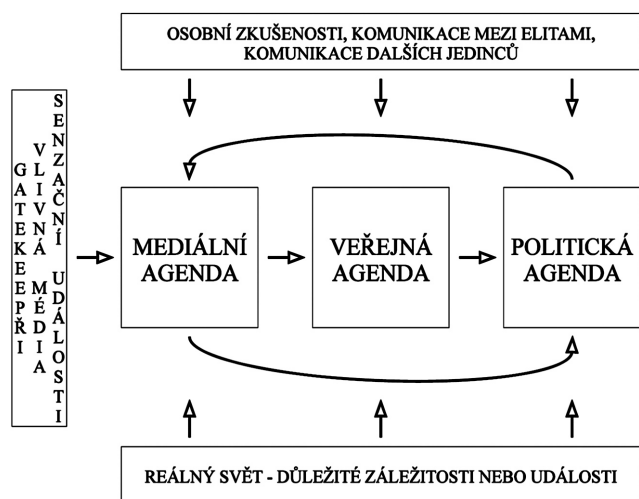 OSOBNÍ ZKUŠENOSTI, KOMUNIKACE MEZI ELITAMI,
KOMUNIKACE DALŠÍCH JEDINCŮ
GATEKEEPŘI
VLIVNÁ MÉDIA
SENZAČNÍ UDÁLOSTI
MEDIÁLNÍ
AGENDA
VEŘEJNÁ
AGENDA
POLITICKÁ
AGENDA
REÁLNÝ SVĚT - DŮLEŽITÉ ZÁLEŽITOSTI NEBO UDÁLOSTI